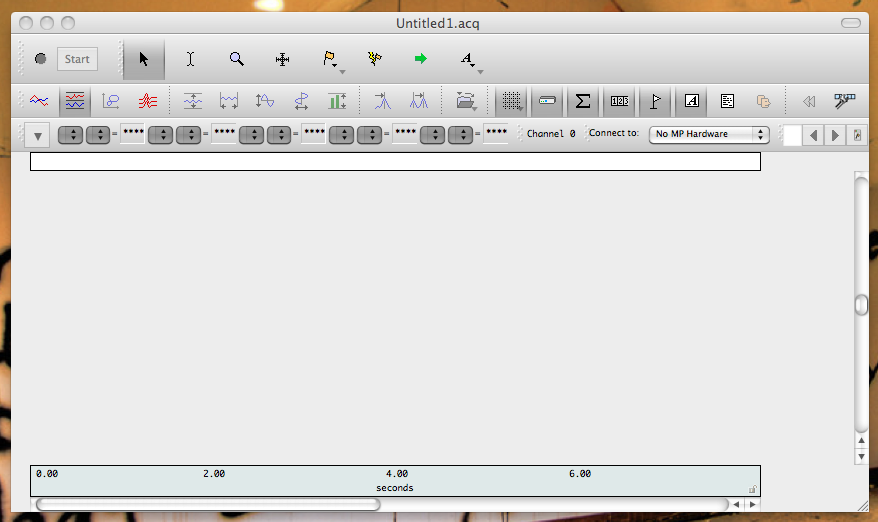 Untitled1.acq
Start
A
Σ 123 A
= **** = **** = **** = **** = **** Channel 0 Connect to: No MP Hardware
0.00 2.00 4.00 6.00
seconds